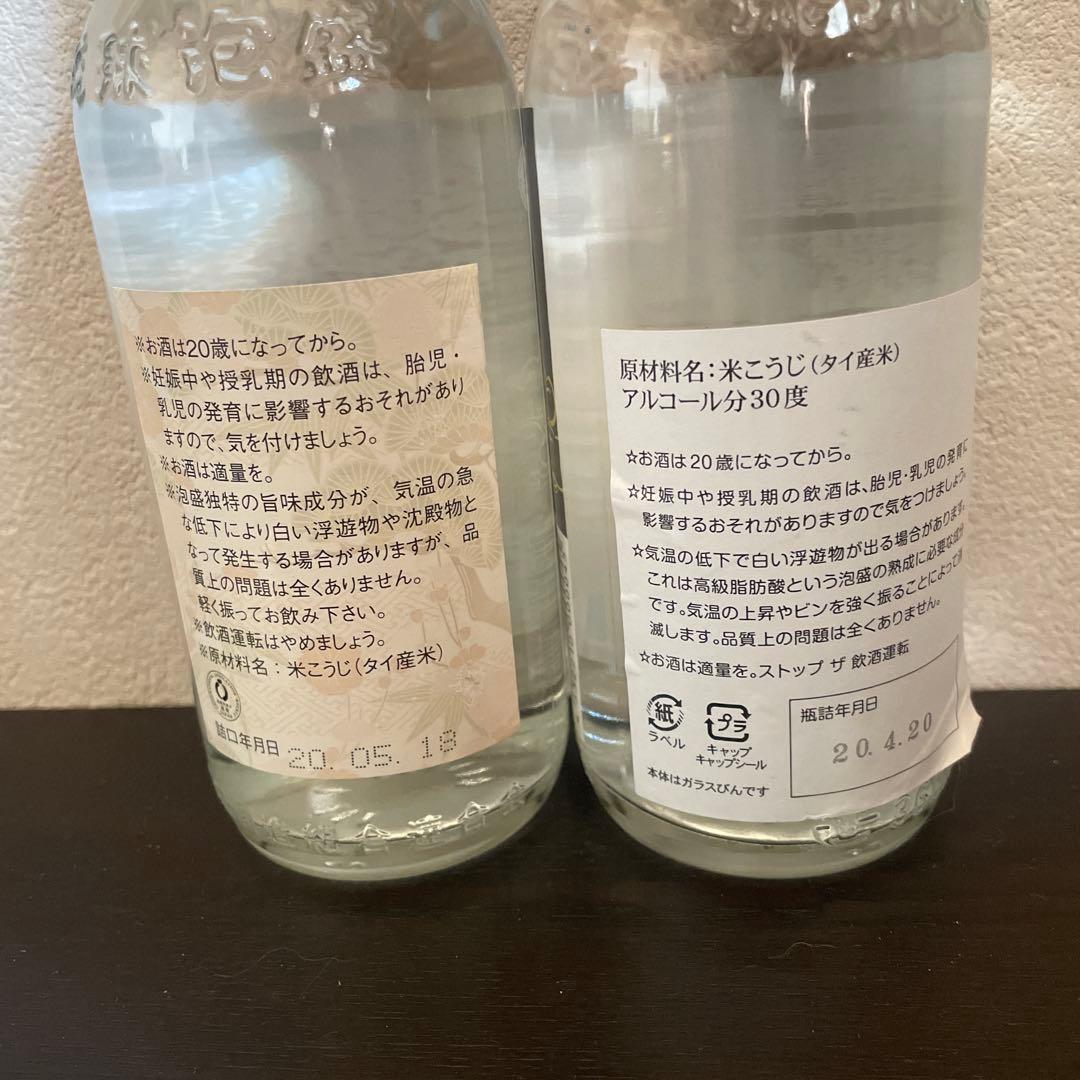 琉球泡盛
※お酒は20歳になってから。
※妊娠中や授乳期の飲酒は、胎児・
乳児の発育に影響するおそれがあり
ますので、気を付けましょう。
※お酒は適量を。
※泡盛独特の旨味成分が、気温の急
な低下により白い浮遊物や沈殿物と
なって発生する場合がありますが、品
質上の問題は全くありません。
軽く振ってお飲み下さい。
※飲酒運転はやめましょう。
※原材料名：米こうじ（タイ産米）
詰口年月日 20.05.18
原材料名：米こうじ（タイ産米）
アルコール分30度
☆お酒は20歳になってから。
☆妊娠中や授乳期の飲酒は、胎児・乳児の発育に
影響するおそれがありますので気をつけましょう。
☆気温の低下で白い浮遊物が出る場合があります。
これは高級脂肪酸という泡盛の熟成に必要な成分
です。気温の上昇やビンを強く振ることによって消
滅します。品質上の問題は全くありません。
☆お酒は適量を。ストップ ザ 飲酒運転
紙
ラベル
プラ
キャップ
キャップシール
本体はガラスびんです
瓶詰年月日
20.4.20